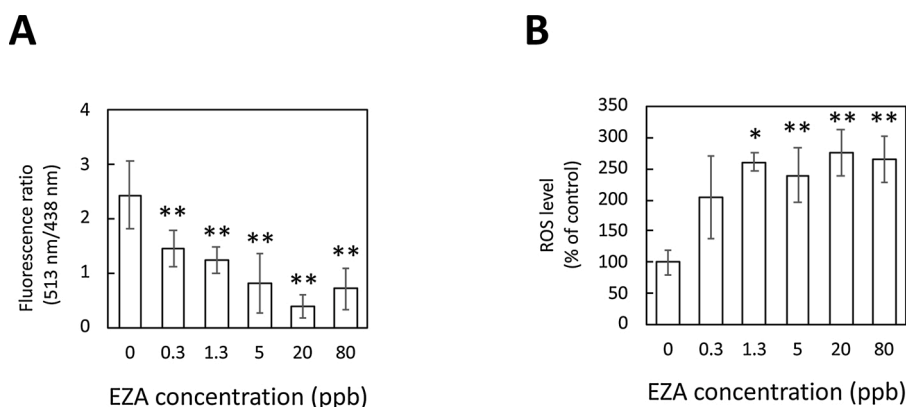 A
4
3
2
1
0
Fluorescence ratio
(513 nm/438 nm)
**
**
**
**
**
0 0.3 1.3 5 20 80
EZA concentration (ppb)
B
350
300
250
200
150
100
50
0
ROS level
(% of control)
*
**
**
**
0 0.3 1.3 5 20 80
EZA concentration (ppb)